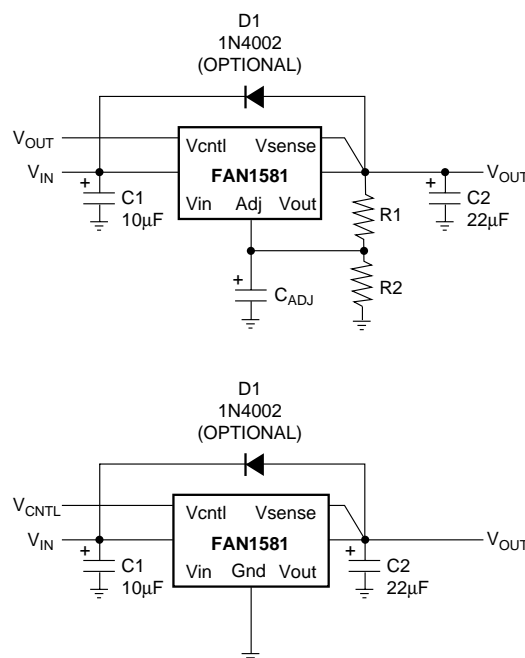 D1
1N4002
(OPTIONAL)
VOUT
Vcntl Vsense
VIN
FAN1581
VOUT
+ C1
10μF
Vin Adj Vout
R1
+ C2
22μF
+ CADJ
R2
D1
1N4002
(OPTIONAL)
VCNTL
Vcntl Vsense
VIN
FAN1581
VOUT
+ C1
10μF
Vin Gnd Vout
+ C2
22μF